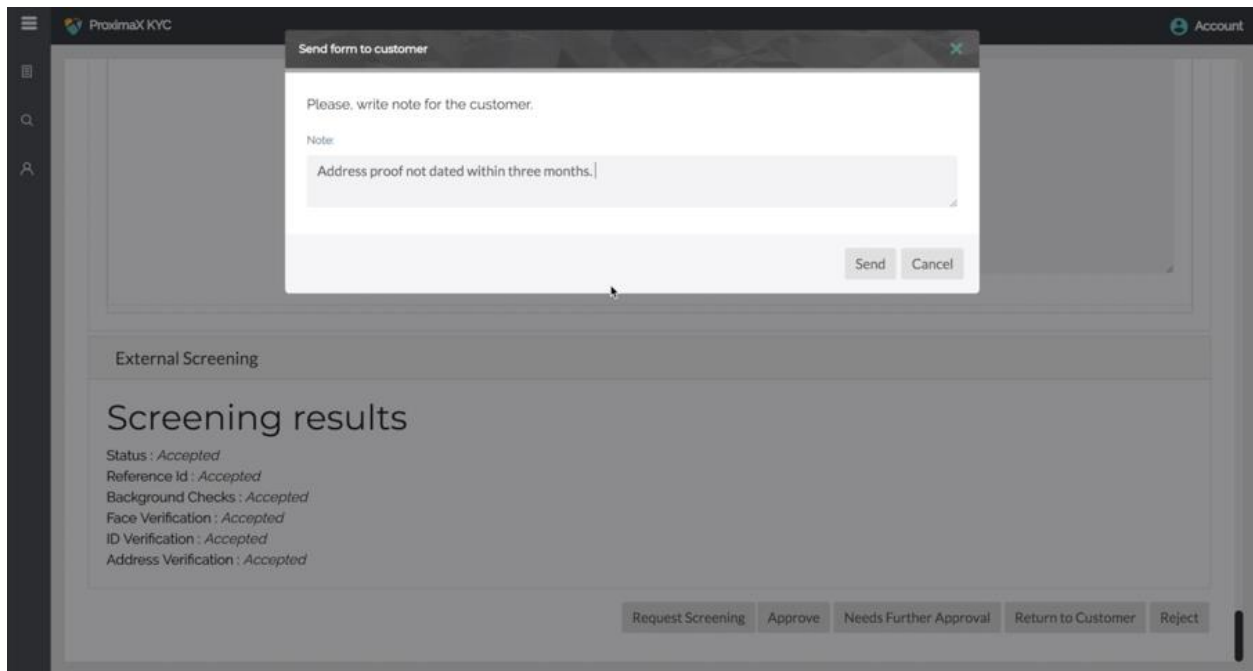 ProximaX KYC
Account
Send form to customer
Please, write note for the customer.
Note:
Address proof not dated within three months.
Send Cancel
External Screening
Screening results
Status : Accepted
Reference Id : Accepted
Background Checks : Accepted
Face Verification : Accepted
ID Verification : Accepted
Address Verification : Accepted
Request Screening Approve Needs Further Approval Return to Customer Reject